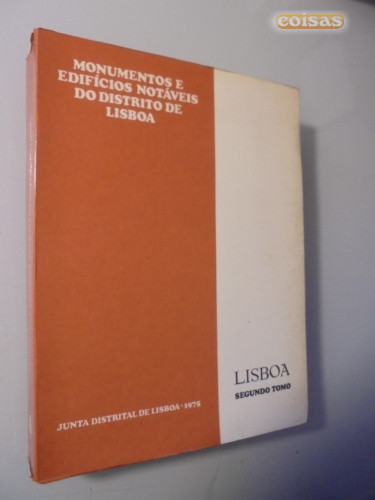 coisas
MONUMENTOS E
EDIFÍCIOS NOTÁVEIS
DO DISTRITO DE
LISBOA
LISBOA
SEGUNDO TOMO
JUNTA DISTRITAL DE LISBOA · 1975